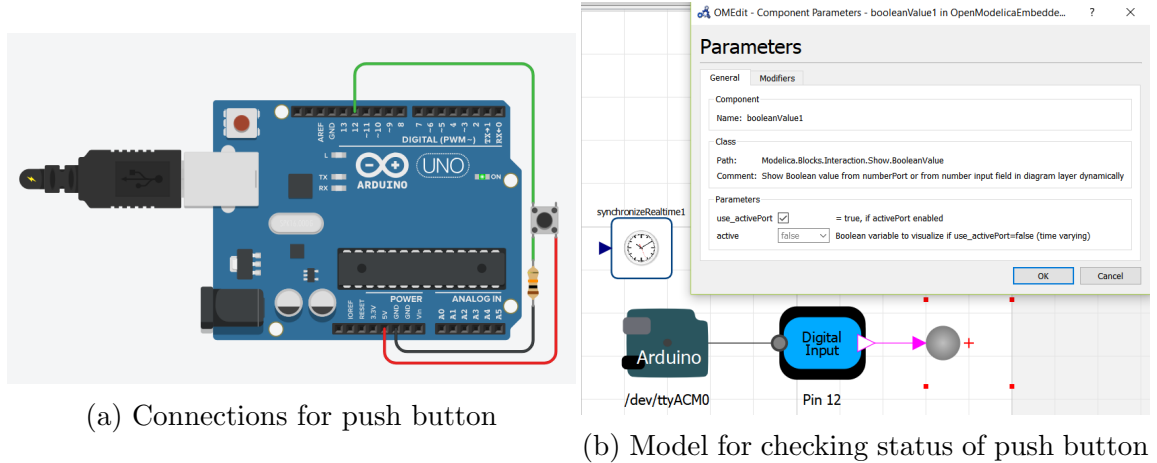 AREF
GND
13
12
~11
~10
~9
8
7
~6
~5
4
~3
2
TX→1
RX←0
DIGITAL (PWM~)
L
TX
RX
UNO
ON
ARDUINO
IOREF
RESET
3.3V
5V
GND
GND
Vin
POWER
ANALOG IN
A0
A1
A2
A3
A4
A5
(a) Connections for push button
OMEdit - Component Parameters - booleanValue1 in OpenModelicaEmbedde...
Parameters
General Modifiers
Component
Name: booleanValue1
Class
Path: Modelica.Blocks.Interaction.Show.BooleanValue
Comment: Show Boolean value from numberPort or from number input field in diagram layer dynamically
Parameters
use_activePort = true, if activePort enabled
active false Boolean variable to visualize if use_activePort=false (time varying)
OK Cancel
synchronizeRealtime1
Arduino
Digital
Input
/dev/ttyACM0 Pin 12
(b) Model for checking status of push button